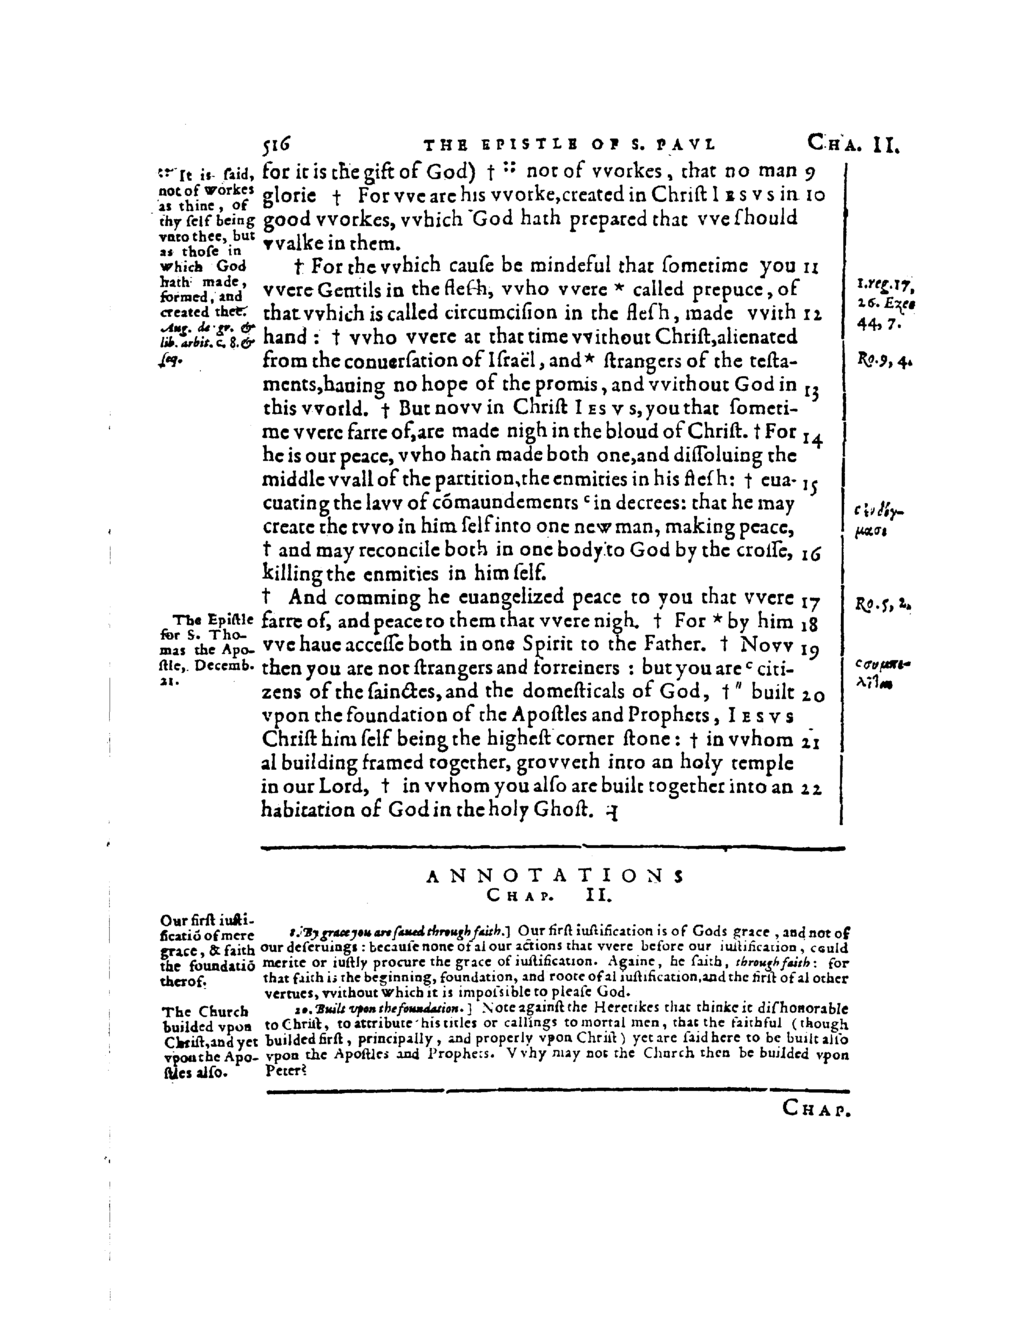 516 THE EPISTLE OF S. PAVL CHA. II.
for it is the gift of God) † :: not of vvorkes, that no man 9
glorie † For vve are his vvorke,created in Chriſt IESVS in 10
good vvorkes, vvhich "God hath prepared that vve ſhould
vvalke in them.
† For the vvhich cauſe be mindeful that ſometime you 11
vvere Gentils in the fleſh, vvho vvere * called prepuce, of
that vvhich is called circumciſion in the fleſh, made vvith 12
hand : † vvho vvere at that time vvithout Chriſt,alienated
from the conuerſation of Iſraël, and * ſtrangers of the teſta-
ments,hauing no hope of the promis, and vvithout God in 13
this vvorld. † But novv in Chriſt IESVS,you that ſometi-
me vvere farre of,are made nigh in the bloud of Chriſt. † For 14
he is our peace, vvho hath made both one,and diſſoluing the
middle vvall of the partition,the enmities in his fleſh: † eua- 15
cuating the lavv of cõmaundements ᶜ in decrees: that he may
create the tvvo in him ſelf into one new man, making peace,
† and may reconcile both in one body to God by the croſſe, 16
killing the enmities in him ſelf.
† And comming he euangelized peace to you that vvere 17
farre of, and peace to them that vvere nigh. † For * by him 18
vve haue acceſſe both in one Spirit to the Father. † Novv 19
then you are not ſtrangers and forreiners : but you are ᶜ citi-
zens of the ſainctes, and the domeſticals of God, † " built 20
vpon the foundation of the Apoſtles and Prophets, IESVS
Chriſt him ſelf being the higheſt corner ſtone: † in vvhom 21
al building framed together, grovveth into an holy temple
in our Lord, † in vvhom you alſo are built together into an 22
habitation of God in the holy Ghoſt.
:: It is ſaid,
not of workes
as thine, of
thy ſelf being
vnto thee, but
as thoſe in
which God
hath made,
formed, and
created thee.
Aug. de gr. &
lib. arbit. c. 8. &
ſeq.
The Epiſtle
for S. Tho-
mas the Apo-
ſtle, Decemb.
21.
1.reg.17,
26. Ezec
44, 7.
Ro.9, 4.
ᶜ ἐν δόγ-
μασι
Ro.5, 2.
ᶜ συμπο-
λῖται
ANNOTATIONS
CHAP. II.
8. By grace you are ſaued through faith.] Our firſt iuſtification is of Gods grace, and not of
our deſeruings : becauſe none of al our actions that vvere before our iuſtification, could
merite or iuſtly procure the grace of iuſtification. Againe, he ſaith, through faith: for
that faith is the beginning, foundation, and roote of al iuſtification,and the firſt of al other
vertues, vvithout which it is impoſsible to pleaſe God.
20. Built vpon the foundation.] Note againſt the Heretikes that thinke it diſhonorable
to Chriſt, to attribute his titles or callings to mortal men, that the faithful (though
builded firſt, principally, and properly vpon Chriſt) yet are ſaid here to be built alſo
vpon the Apoſtles and Prophets. Vvhy may not the Church then be builded vpon
Peter?
Our firſt iuſti-
ficatiō of mere
grace, & faith
the foundatiō
therof.
The Church
builded vpon
Chriſt,and yet
vpon the Apo-
ſtles alſo.
CHAP.